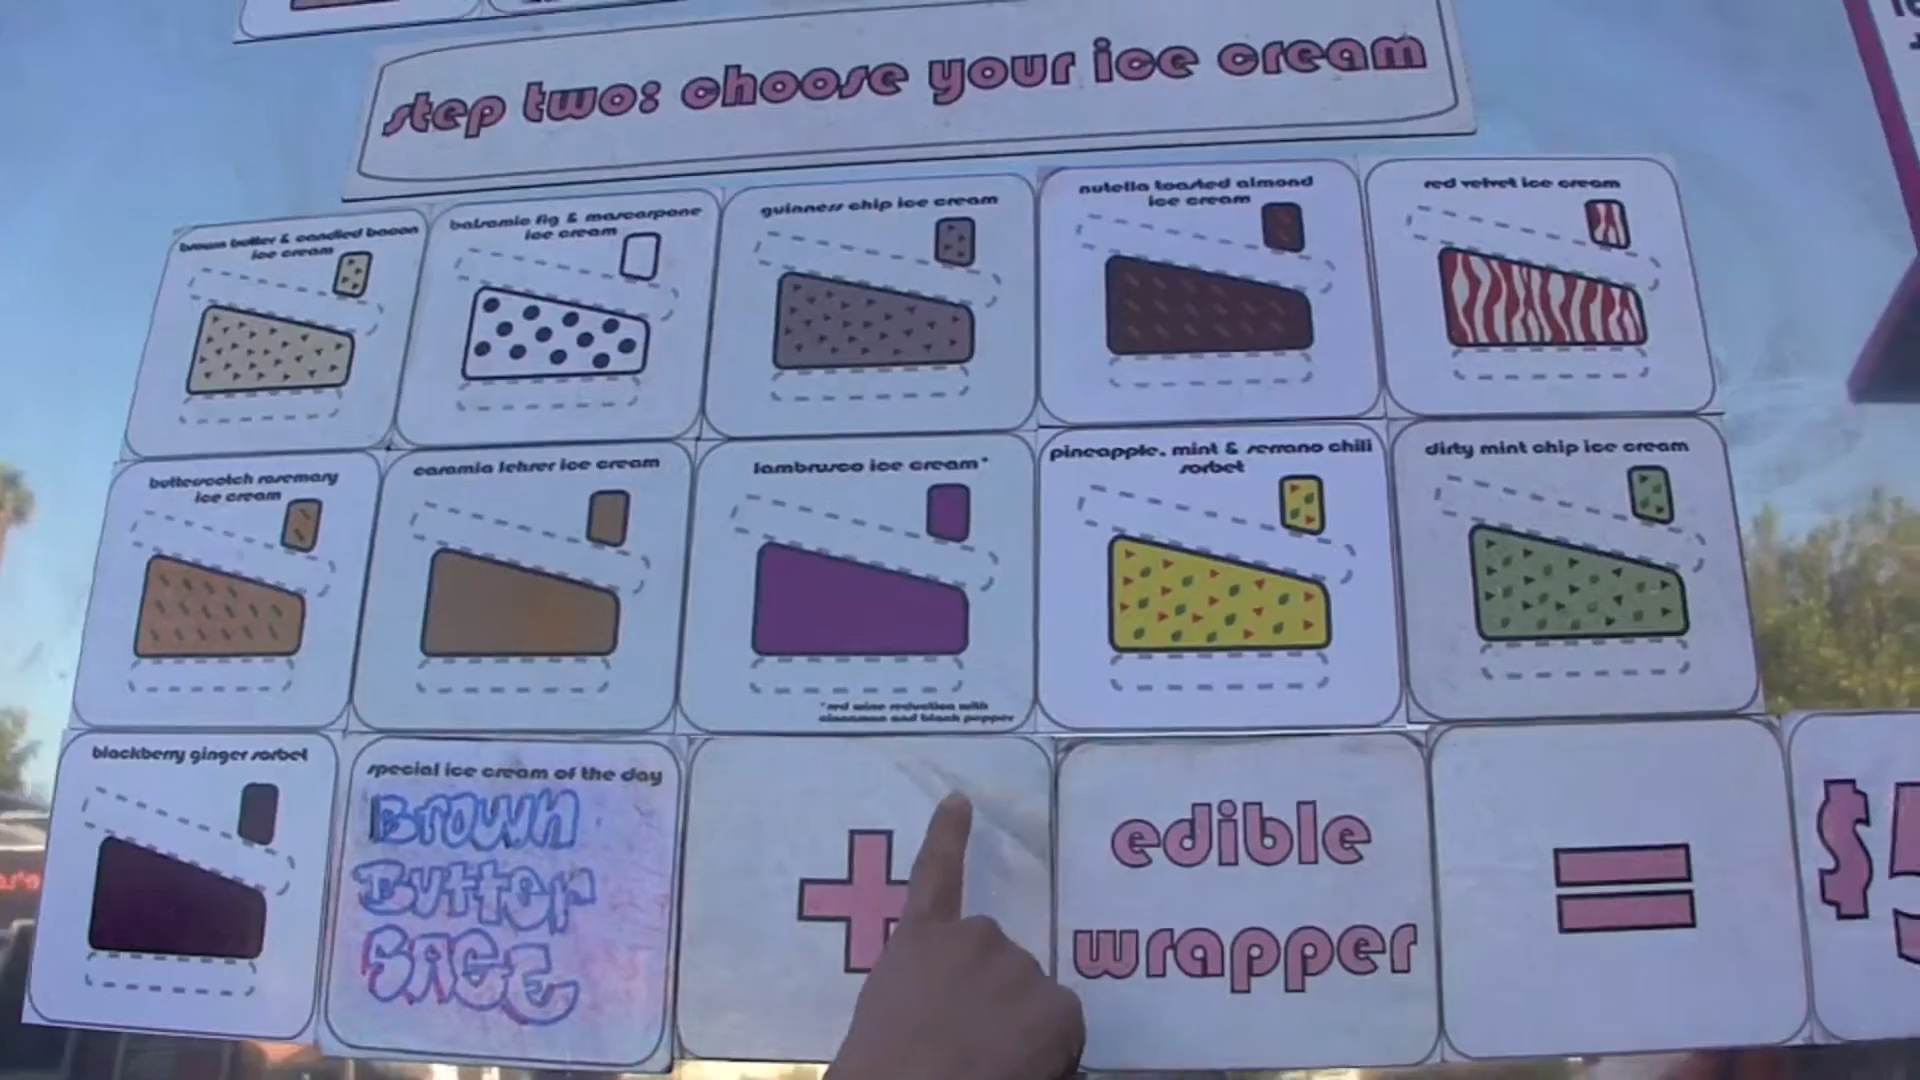 step two: choose your ice cream
brown butter & candied bacon
ice cream
balsamic fig & mascarpone
ice cream
guinness chip ice cream
nutella toasted almond
ice cream
red velvet ice cream
butterscotch rosemary
ice cream
caramia lehrer ice cream
lambrusco ice cream*
*red wine reduction with
cinnamon and black pepper
pineapple, mint & serrano chili
sorbet
dirty mint chip ice cream
blackberry ginger sorbet
special ice cream of the day
BROWN
BUTTER
SAGE
+
edible
wrapper
=
$